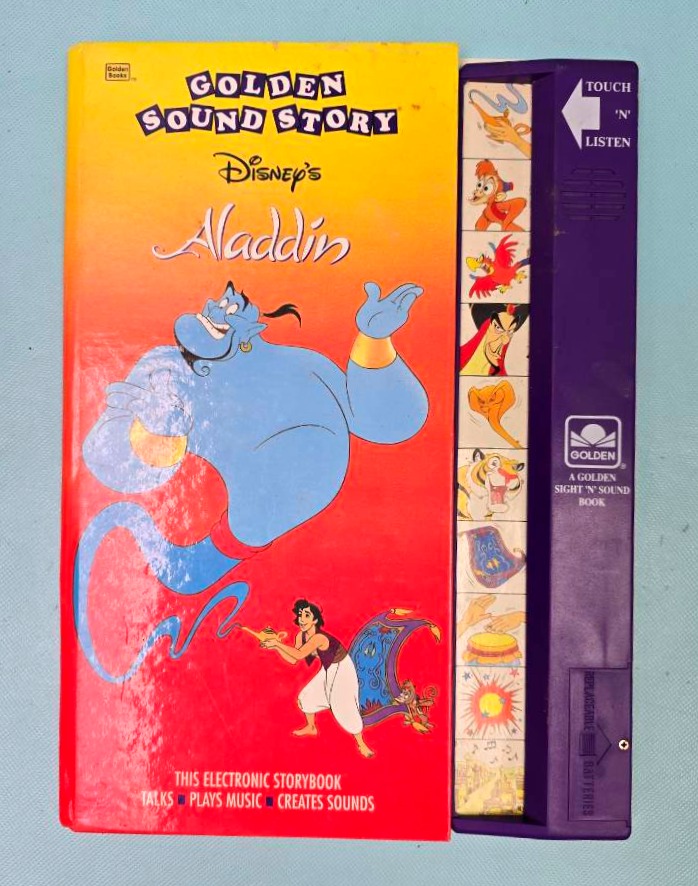 Golden
Books
GOLDEN
SOUND STORY
Disney's
Aladdin
THIS ELECTRONIC STORYBOOK
TALKS ■ PLAYS MUSIC ■ CREATES SOUNDS
TOUCH
'N'
LISTEN
GOLDEN®
A GOLDEN
SIGHT 'N' SOUND
BOOK
REPLACEABLE
BATTERIES